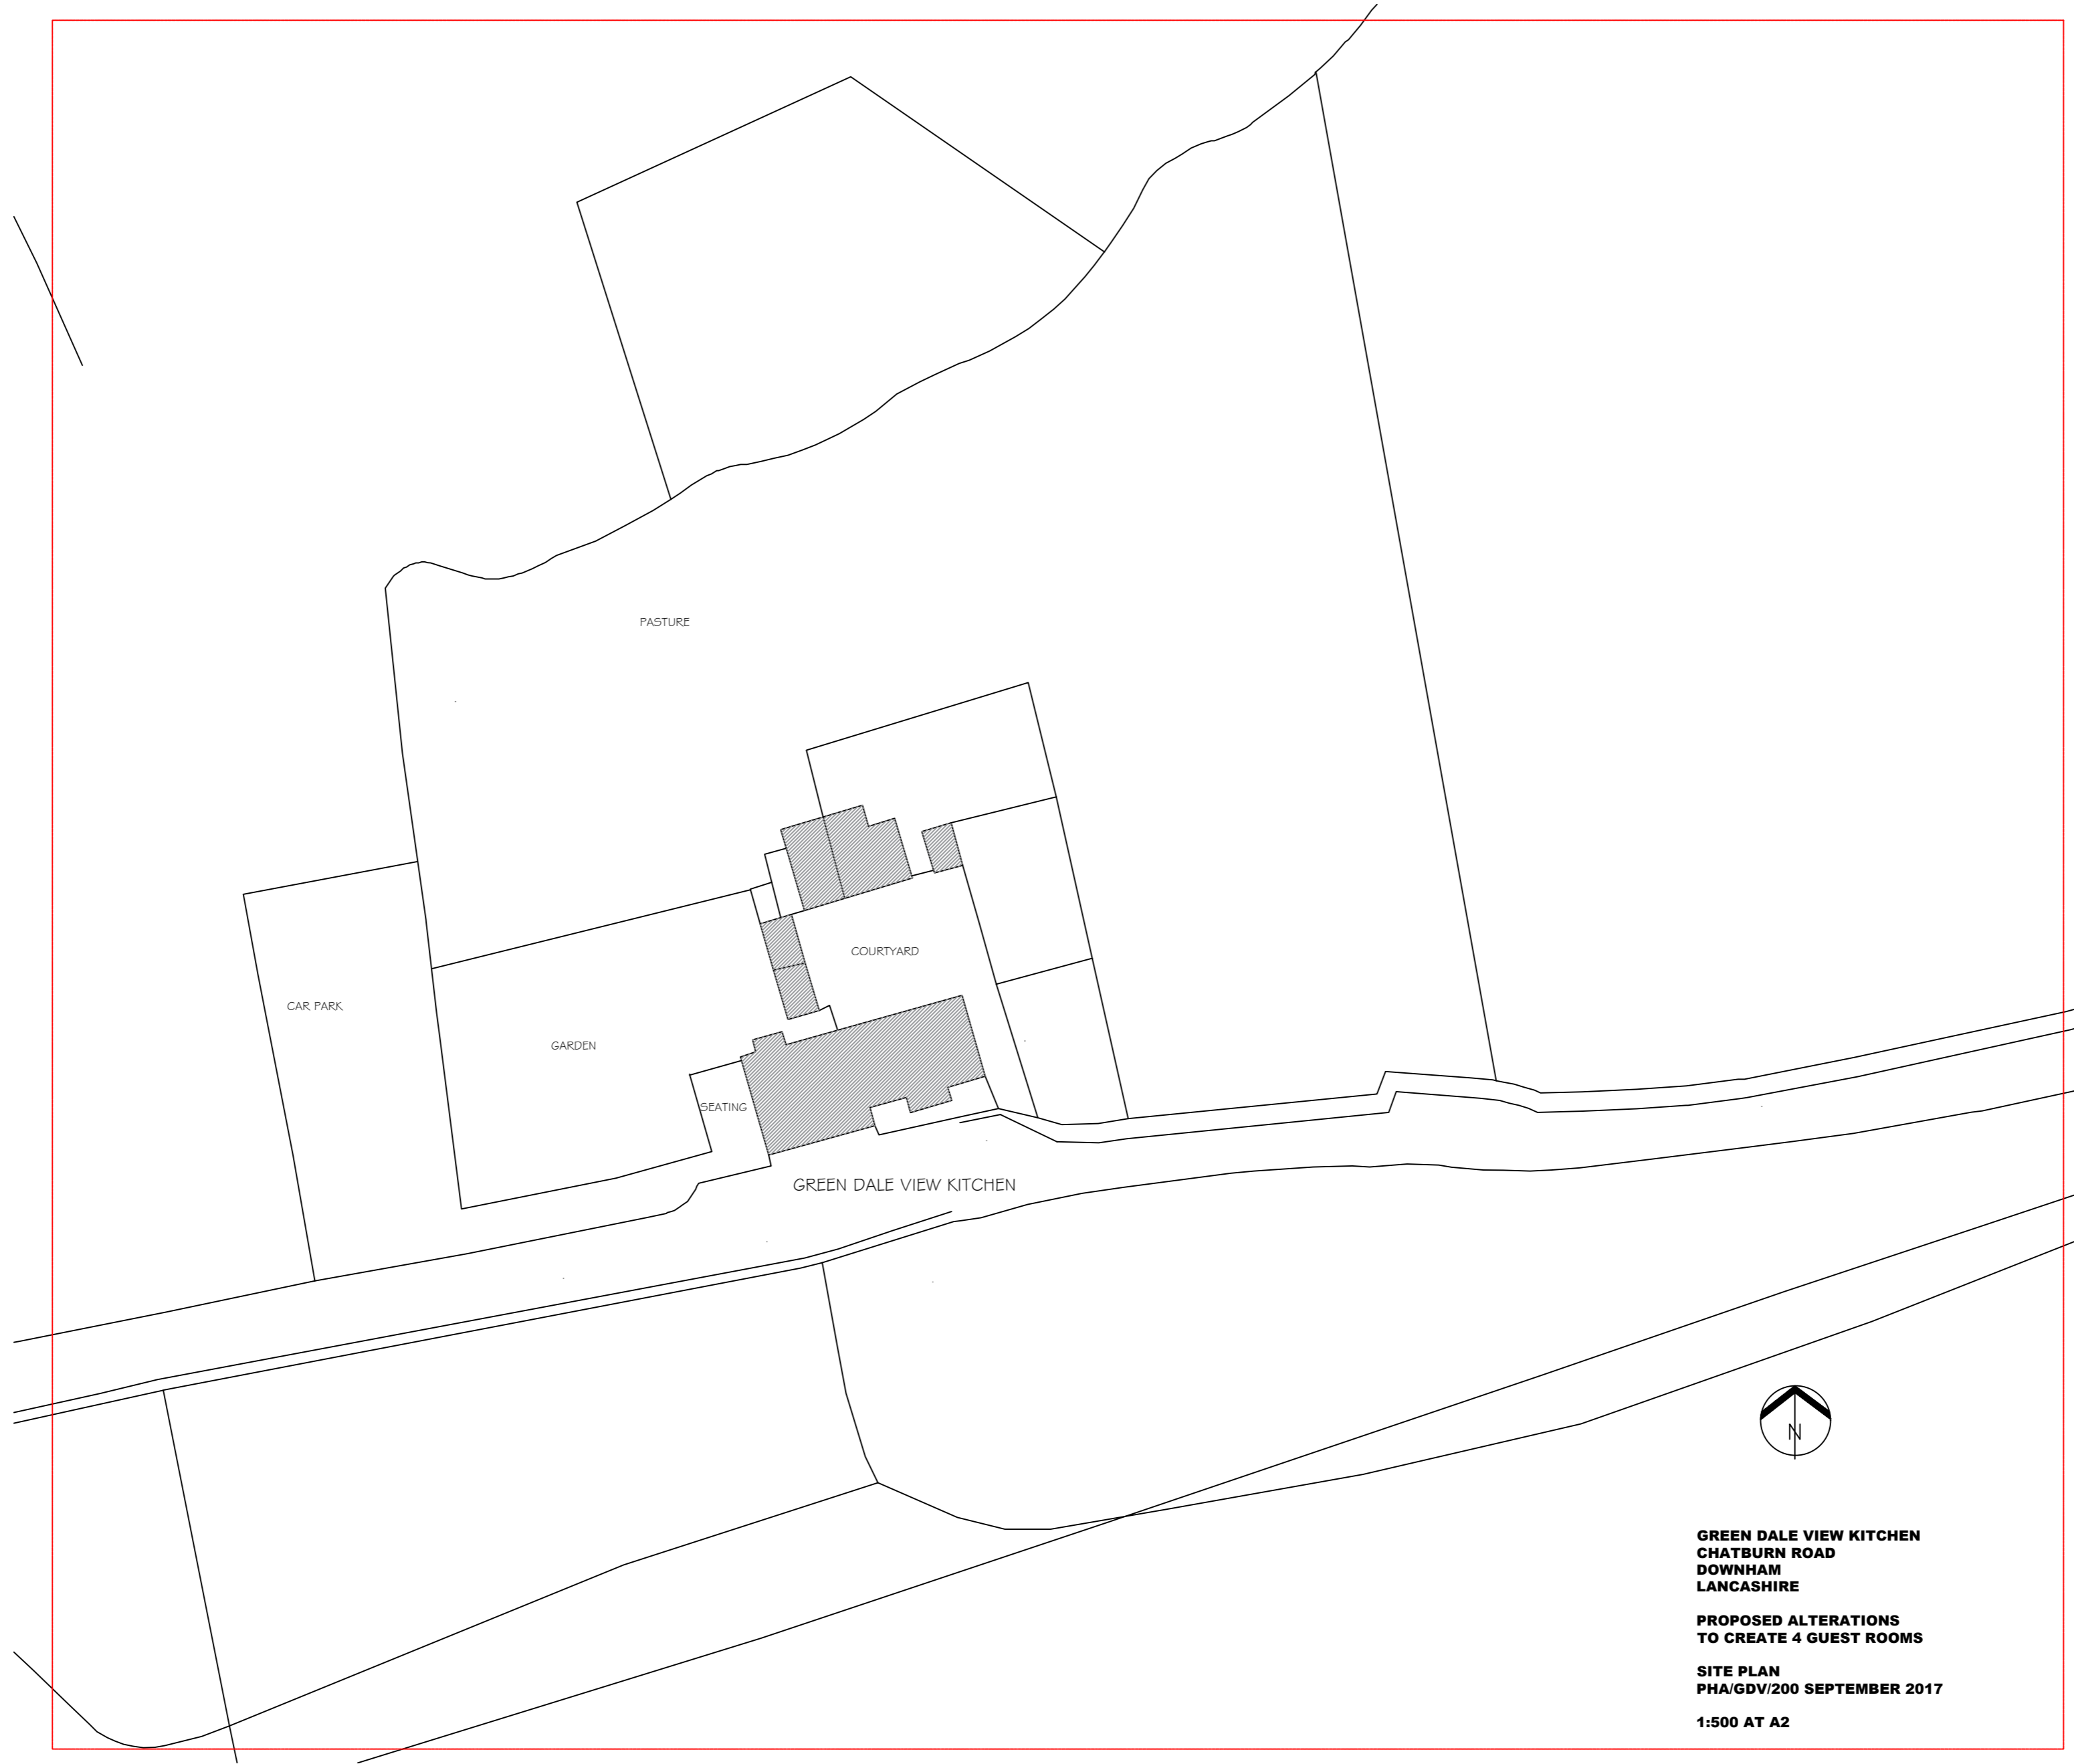 PASTURE
COURTYARD
CAR PARK
GARDEN
SEATING
GREEN DALE VIEW KITCHEN
N
GREEN DALE VIEW KITCHEN
CHATBURN ROAD
DOWNHAM
LANCASHIRE
PROPOSED ALTERATIONS
TO CREATE 4 GUEST ROOMS
SITE PLAN
PHA/GDV/200 SEPTEMBER 2017
1:500 AT A2